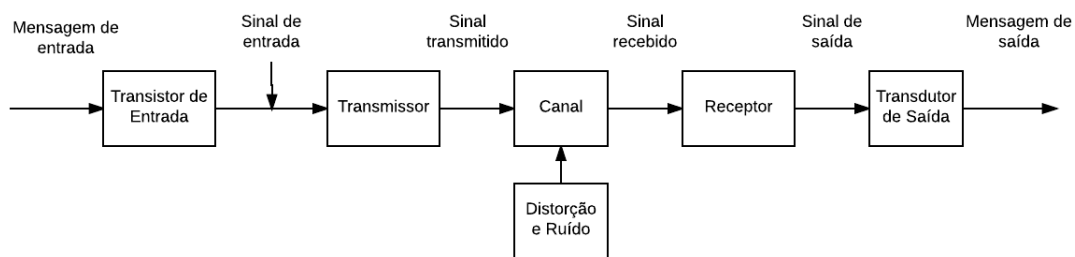 Mensagem de
entrada
Sinal de
entrada
Sinal
transmitido
Sinal
recebido
Sinal de
saída
Mensagem de
saída
Transistor de
Entrada
Transmissor
Canal
Receptor
Transdutor
de Saída
Distorção
e Ruído